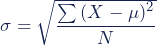 σ = √(∑(X − μ)² / N)